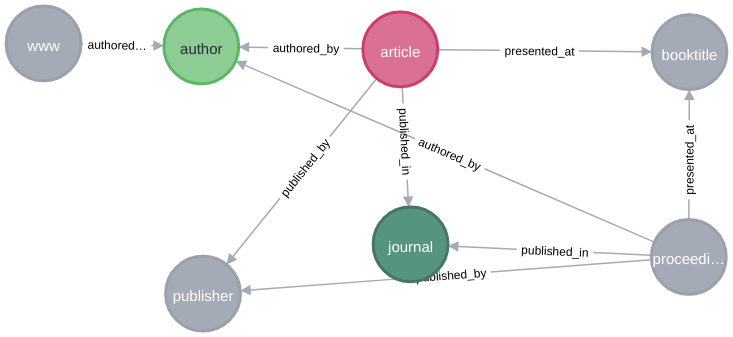 www
authored…
author
authored_by
article
presented_at
booktitle
published_by
published_in
authored_by
presented_at
journal
published_in
proceedi…
published_by
publisher